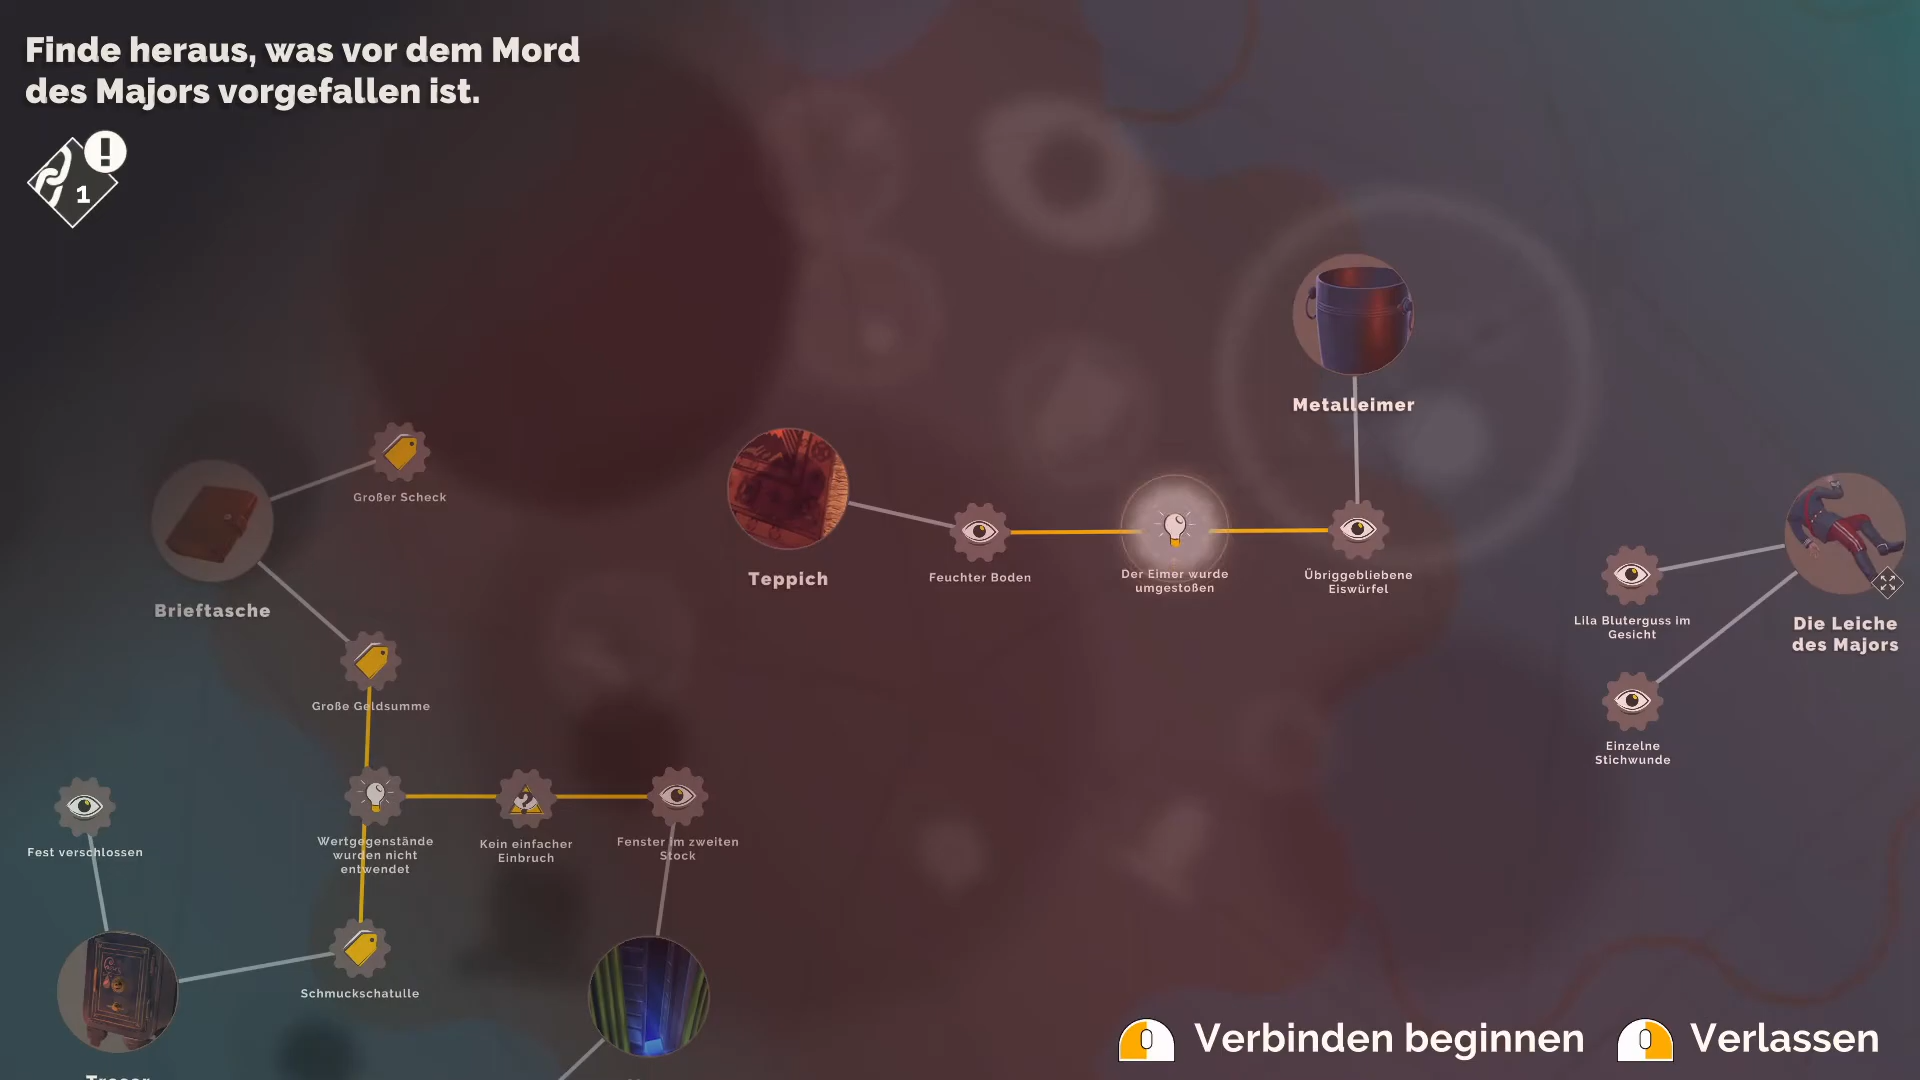 Finde heraus, was vor dem Mord
des Majors vorgefallen ist.
1
Metalleimer
Großer Scheck
Brieftasche
Teppich
Feuchter Boden
Der Eimer wurde
umgestoßen
Übriggebliebene
Eiswürfel
Lila Bluterguss im
Gesicht
Die Leiche
des Majors
Große Geldsumme
Einzelne
Stichwunde
Fest verschlossen
Wertgegenstände
wurden nicht
entwendet
Kein einfacher
Einbruch
Fenster im zweiten
Stock
Schmuckschatulle
Verbinden beginnen
Verlassen
Tresor